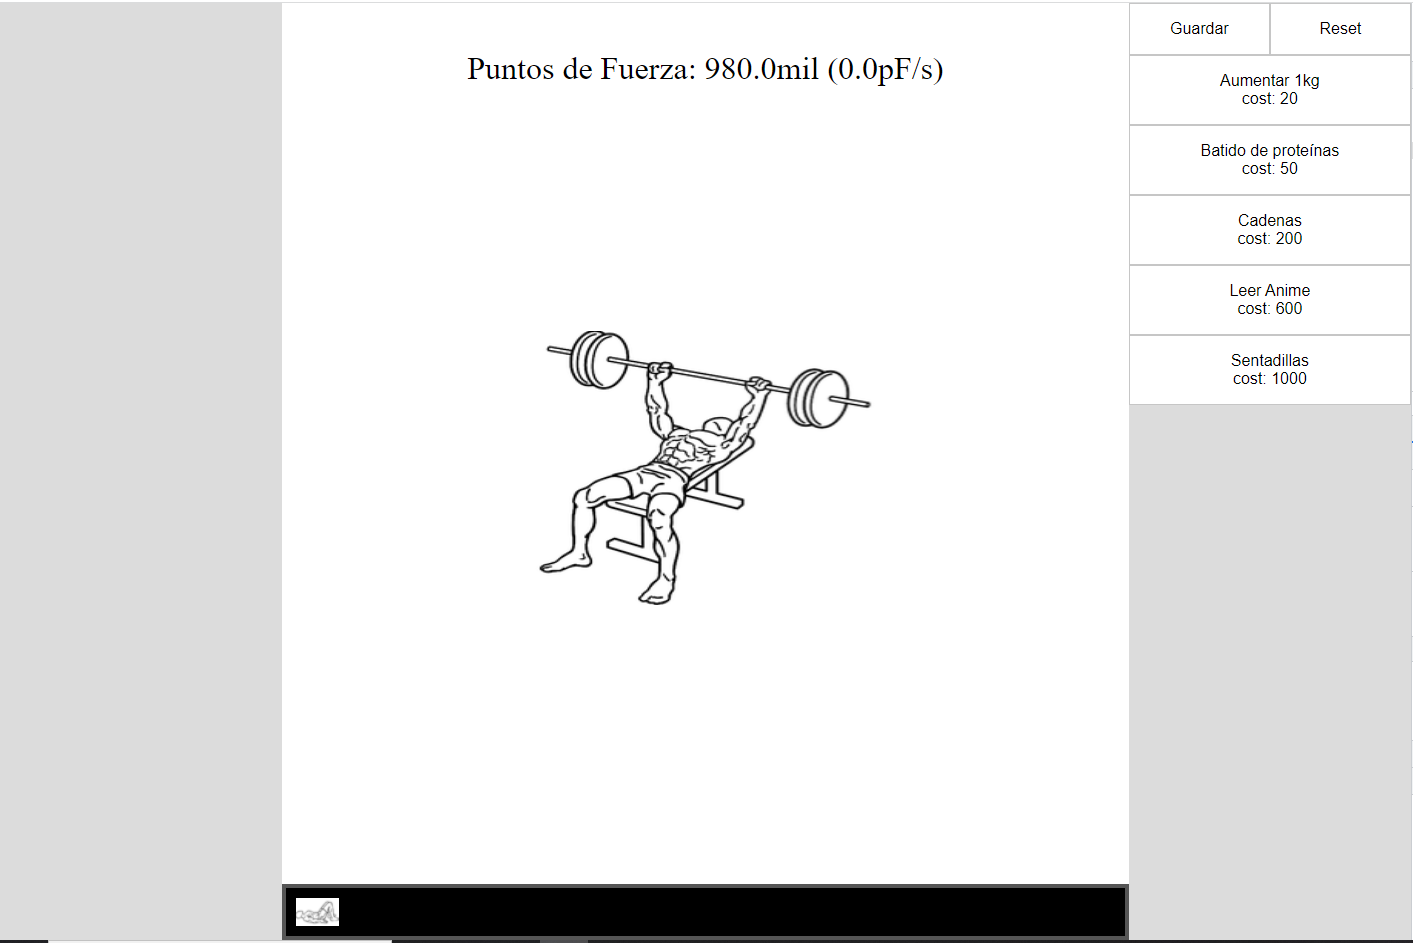 Puntos de Fuerza: 980.0mil (0.0pF/s)
Guardar
Reset
Aumentar 1kg
cost: 20
Batido de proteínas
cost: 50
Cadenas
cost: 200
Leer Anime
cost: 600
Sentadillas
cost: 1000